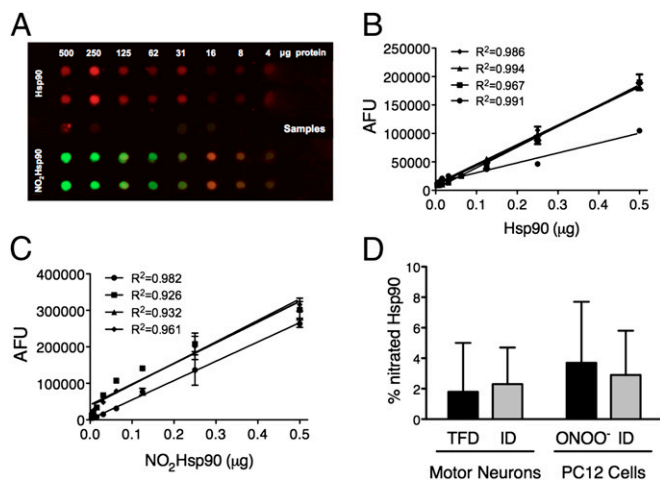 A
500 250 125 62 31 16 8 4 µg protein
Hsp90
Samples
NO₂Hsp90
B
R²=0.986
R²=0.994
R²=0.967
R²=0.991
250000
200000
150000
100000
50000
0
AFU
0.0 0.1 0.2 0.3 0.4 0.5
Hsp90 (µg)
C
R²=0.982
R²=0.926
R²=0.932
R²=0.961
400000
300000
200000
100000
0
AFU
0.0 0.1 0.2 0.3 0.4 0.5
NO₂Hsp90 (µg)
D
10
8
6
4
2
0
% nitrated Hsp90
TFD ID ONOO⁻ ID
Motor Neurons PC12 Cells